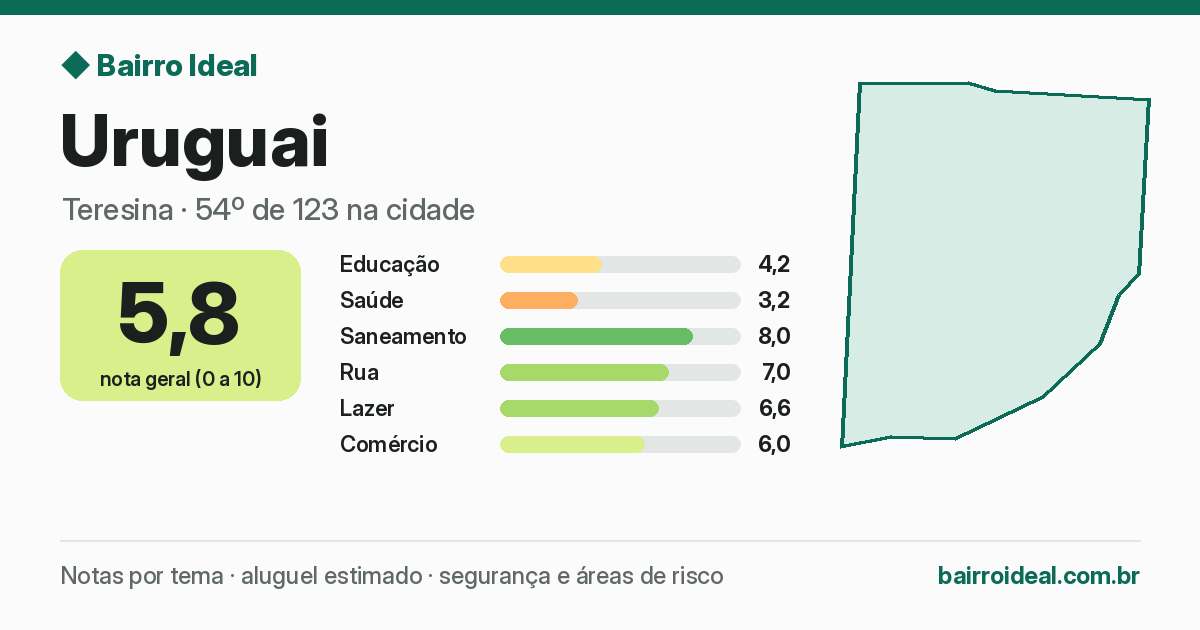 Bairro Ideal
Uruguai
Teresina · 54º de 123 na cidade
5,8
nota geral (0 a 10)
Educação 4,2
Saúde 3,2
Saneamento 8,0
Rua 7,0
Lazer 6,6
Comércio 6,0
Notas por tema · aluguel estimado · segurança e áreas de risco
bairroideal.com.br